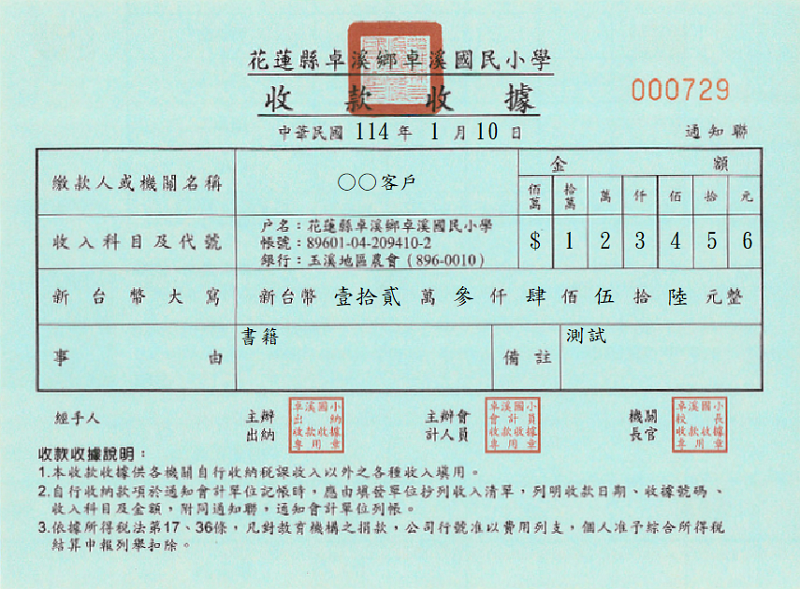 花蓮縣卓溪鄉卓溪國民小學
收款收據
000729
中華民國 114 年 1 月 10 日
通知聯
繳款人或機關名稱
○○客戶
金額
佰萬 拾萬 萬 仟 佰 拾 元
收入科目及代號
戶名：花蓮縣卓溪鄉卓溪國民小學
帳號：89601-04-209410-2
銀行：玉溪地區農會（896-0010）
$ 1 2 3 4 5 6
新台幣大寫
新台幣 壹拾貳 萬 參 仟 肆 佰 伍 拾 陸 元整
事由
書籍
備註
測試
經手人
主辦出納
卓溪國小
出納
收款收據
專用章
主辦會計人員
卓溪國小
會計員
收款收據
專用章
機關長官
卓溪國小
校長
收款收據
專用章
收款收據說明：
1.本收款收據供各機關自行收納稅課收入以外之各種收入填用。
2.自行收納款項於通知會計單位記帳時，應由填發單位抄列收入清單，列明收款日期、收據號碼、
收入科目及金額，附同通知聯，通知會計單位列帳。
3.依據所得稅法第17、36條，凡對教育機構之捐款，公司行號准以費用列支，個人准予綜合所得稅
結算申報列舉扣除。